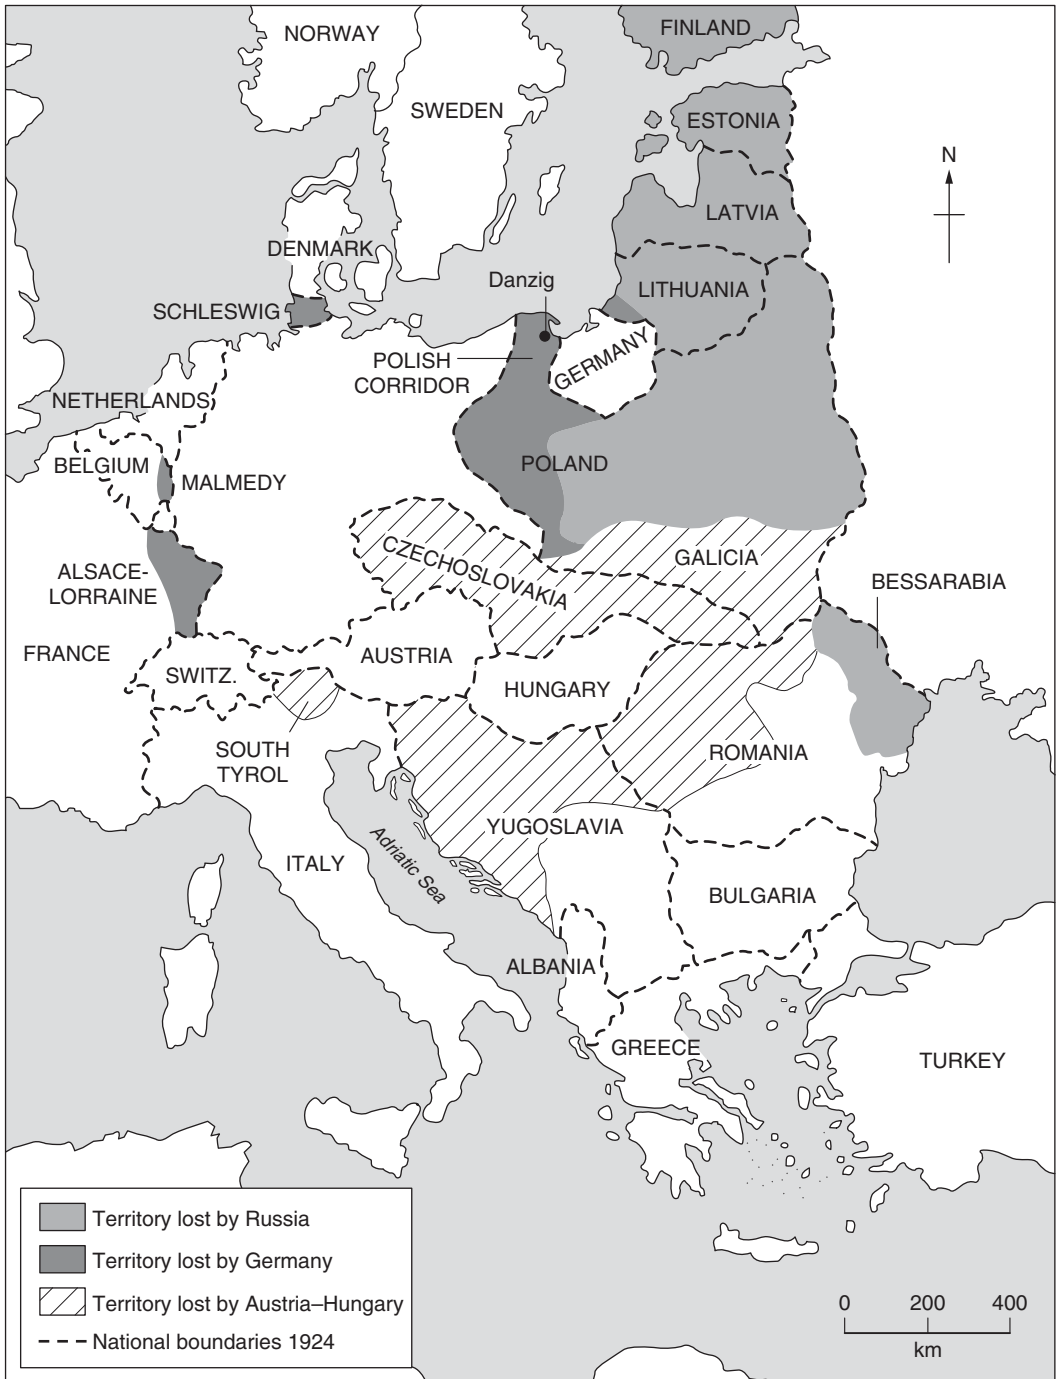 NORWAY
FINLAND
SWEDEN
ESTONIA
N
LATVIA
DENMARK
Danzig
LITHUANIA
SCHLESWIG
GERMANY
POLISH
CORRIDOR
NETHERLANDS
BELGIUM
MALMEDY
POLAND
CZECHOSLOVAKIA
GALICIA
ALSACE-
LORRAINE
BESSARABIA
FRANCE
AUSTRIA
SWITZ.
HUNGARY
SOUTH
TYROL
ROMANIA
YUGOSLAVIA
ITALY
Adriatic Sea
BULGARIA
ALBANIA
GREECE
TURKEY
Territory lost by Russia
Territory lost by Germany
Territory lost by Austria–Hungary
National boundaries 1924
0 200 400
km